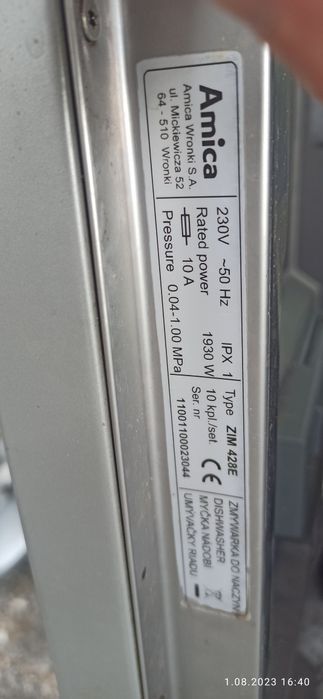 Amica
Amica Wronki S.A.
ul. Mickiewicza 52
64 - 510 Wronki
230V ~50 Hz IPX 1
Rated power 1930 W
10 A
Pressure 0.04-1.00 MPa
Type ZIM 428E
10 kpl./set.
Ser. nr
11001100023044
CE
ZMYWARKA DO NACZYŃ
DISHWASHER
MYČKA NÁDOBÍ
UMÝVAČKY RIADU
1.08.2023 16:40